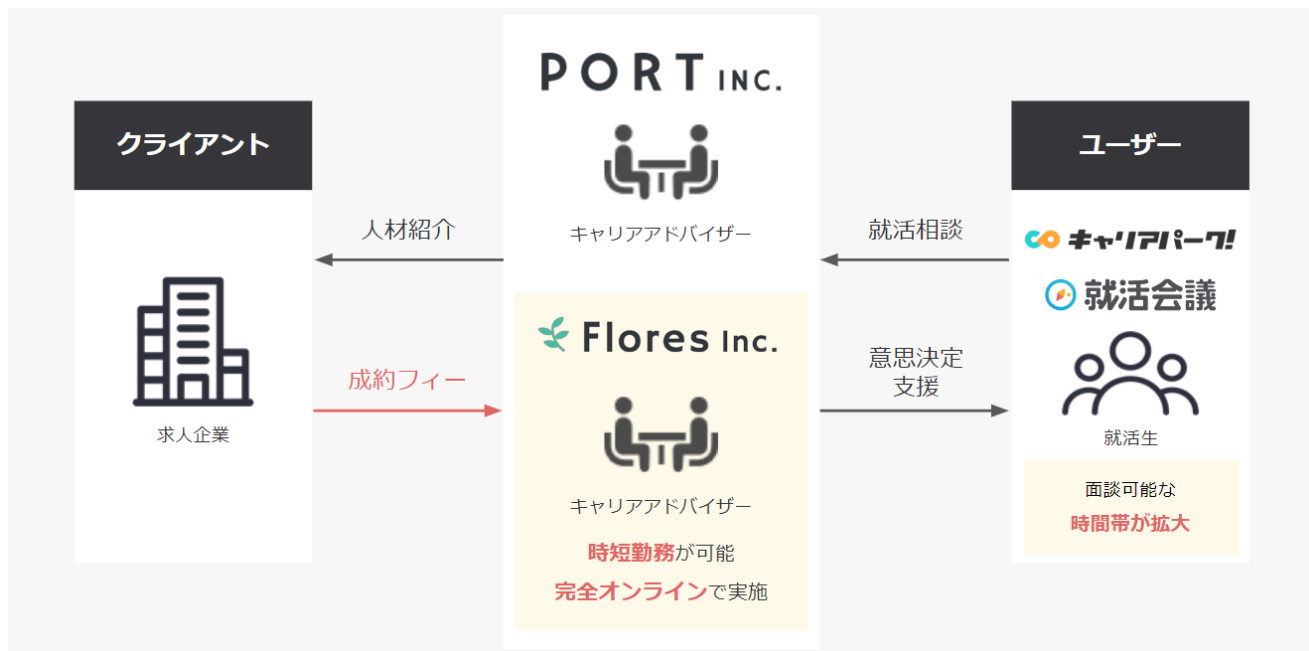 クライアント
求人企業
人材紹介
成約フィー
PORT INC.
キャリアアドバイザー
Flores Inc.
キャリアアドバイザー
時短勤務が可能
完全オンラインで実施
就活相談
意思決定
支援
ユーザー
キャリアパーク!
就活会議
就活生
面談可能な
時間帯が拡大